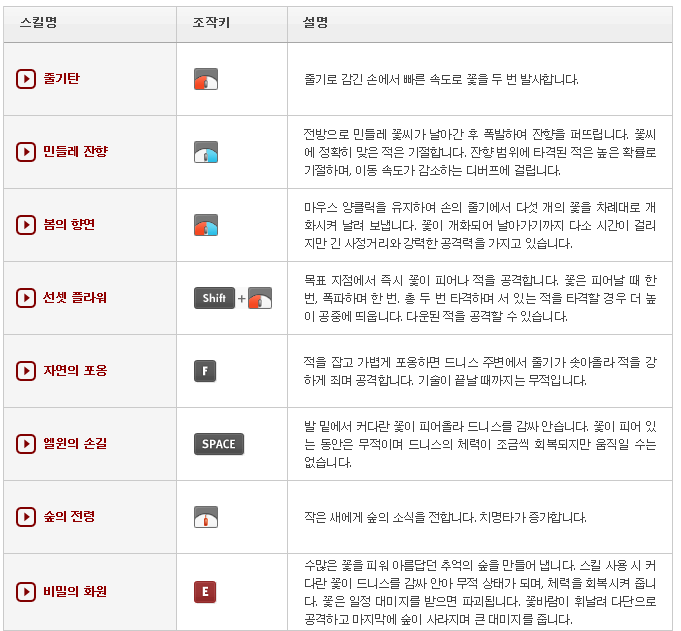 스킬명 조작키 설명
줄기탄 줄기로 감긴 손에서 빠른 속도로 꽃을 두 번 발사합니다.
민들레 잔향
전방으로 민들레 꽃씨가 날아간 후 폭발하여 잔향을 퍼뜨립니다. 꽃씨
에 정확히 맞은 적은 기절합니다. 잔향 범위에 타격된 적은 높은 확률로
기절하며, 이동 속도가 감소하는 디버프에 걸립니다.
봄의 향연
마우스 양클릭을 유지하여 손의 줄기에서 다섯 개의 꽃을 차례대로 개
화시켜 날려 보냅니다. 꽃이 개화되어 날아가기까지 다소 시간이 걸리
지만 긴 사정거리와 강력한 공격력을 가지고 있습니다.
선셋 플라워 Shift +
목표 지점에서 즉시 꽃이 피어나 적을 공격합니다. 꽃은 피어날 때 한
번, 폭파하며 한 번. 총 두 번 타격하며 서 있는 적을 타격할 경우 더 높
이 공중에 띄웁니다. 다운된 적을 공격할 수 있습니다.
자연의 포옹 F
적을 잡고 가볍게 포옹하면 드니스 주변에서 줄기가 솟아올라 적을 강
하게 죄며 공격합니다. 기술이 끝날 때까지는 무적입니다.
엘윈의 손길 SPACE
발 밑에서 커다란 꽃이 피어올라 드니스를 감싸 안습니다. 꽃이 피어 있
는 동안은 무적이며 드니스의 체력이 조금씩 회복되지만 움직일 수는
없습니다.
숲의 전령 작은 새에게 숲의 소식을 전합니다. 치명타가 증가합니다.
비밀의 화원 E
수많은 꽃을 피워 아름답던 추억의 숲을 만들어 냅니다. 스킬 사용 시 커
다란 꽃이 드니스를 감싸 안아 무적 상태가 되며, 체력을 회복시켜 줍니
다. 꽃은 일정 대미지를 받으면 파괴됩니다. 꽃바람이 휘날려 다단으로
공격하고 마지막에 숲이 사라지며 큰 대미지를 줍니다.